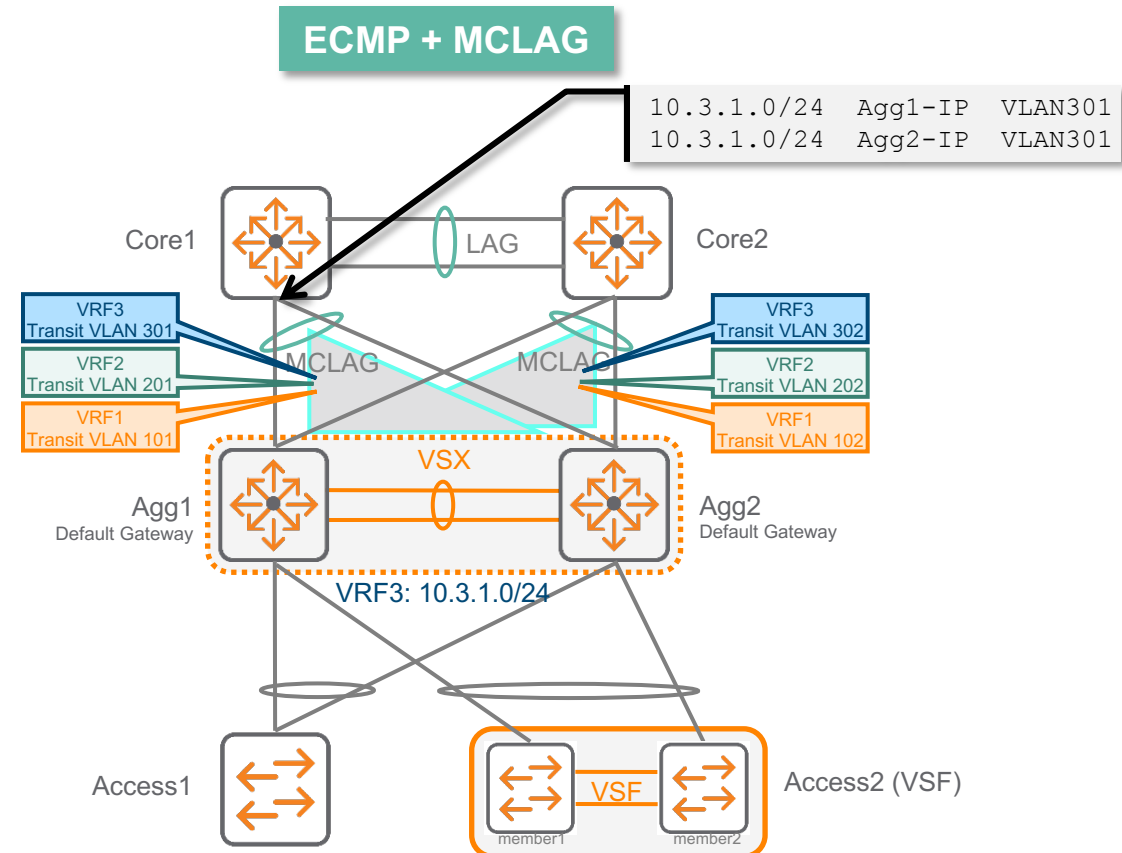 ECMP + MCLAG
10.3.1.0/24 Agg1-IP VLAN301
10.3.1.0/24 Agg2-IP VLAN301
Core1
LAG
Core2
VRF3
Transit VLAN 301
VRF2
Transit VLAN 201
VRF1
Transit VLAN 101
MCLAG
MCLAG
VRF3
Transit VLAN 302
VRF2
Transit VLAN 202
VRF1
Transit VLAN 102
VSX
Agg1
Default Gateway
Agg2
Default Gateway
VRF3: 10.3.1.0/24
Access1
VSF
member1
member2
Access2 (VSF)